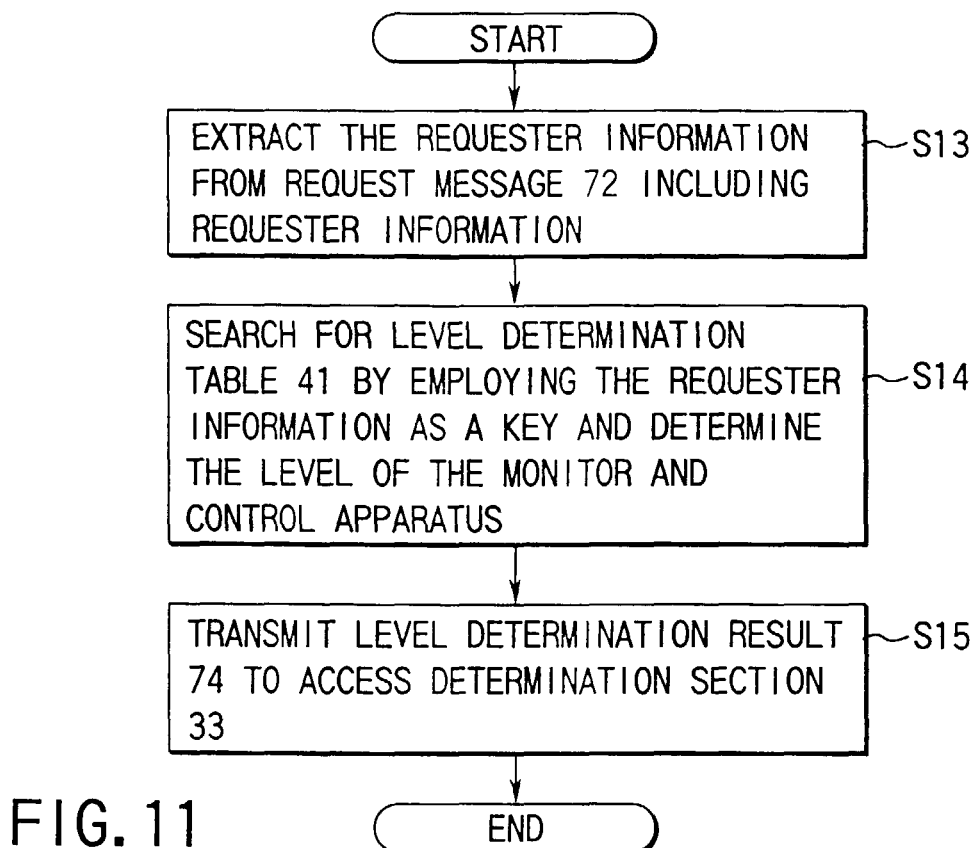 START
EXTRACT THE REQUESTER INFORMATION
FROM REQUEST MESSAGE 72 INCLUDING
REQUESTER INFORMATION
S13
SEARCH FOR LEVEL DETERMINATION
TABLE 41 BY EMPLOYING THE REQUESTER
INFORMATION AS A KEY AND DETERMINE
THE LEVEL OF THE MONITOR AND
CONTROL APPARATUS
S14
TRANSMIT LEVEL DETERMINATION RESULT
74 TO ACCESS DETERMINATION SECTION
33
S15
END
FIG. 11